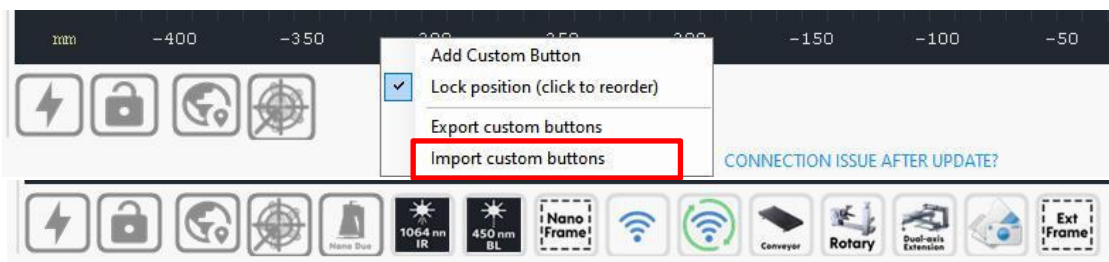 mm -400 -350 -150 -100 -50
Add Custom Button
Lock position (click to reorder)
Export custom buttons
Import custom buttons
CONNECTION ISSUE AFTER UPDATE?
Nano Duo
1064 nm
IR
450 nm
BL
Nano
Frame
Conveyor
Rotary
Dual-axis
Extension
Ext
Frame